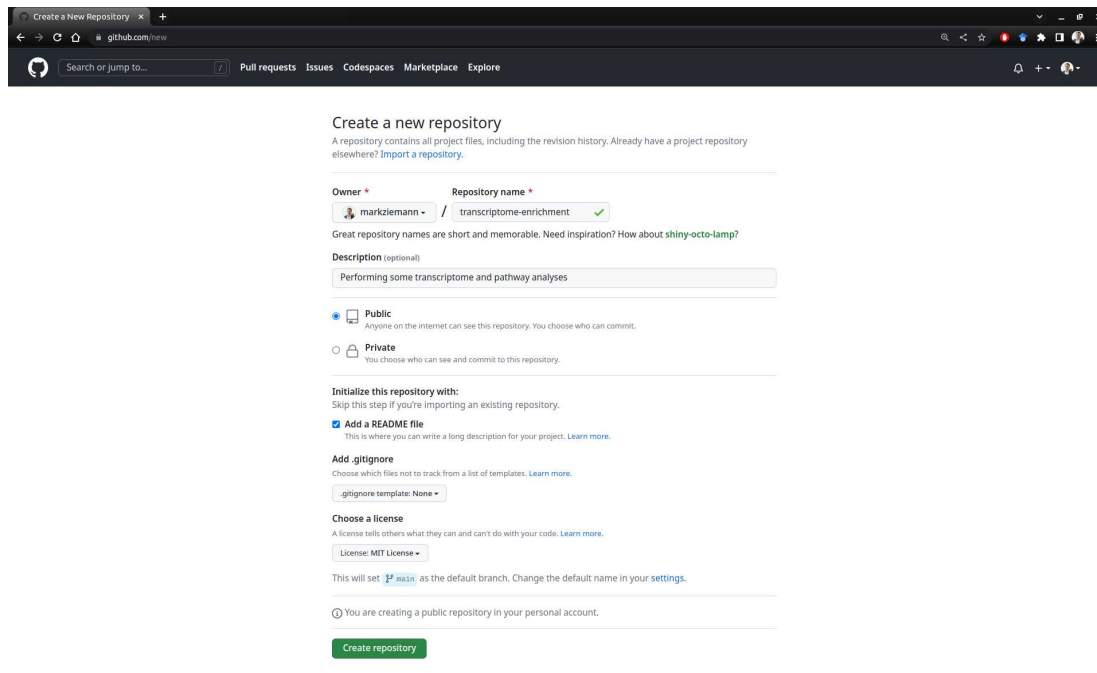 Create a New Repository
github.com/new
Search or jump to... /
Pull requests Issues Codespaces Marketplace Explore
Create a new repository
A repository contains all project files, including the revision history. Already have a project repository
elsewhere? Import a repository.
Owner * Repository name *
markziemann / transcriptome-enrichment
Great repository names are short and memorable. Need inspiration? How about shiny-octo-lamp?
Description (optional)
Performing some transcriptome and pathway analyses
Public
Anyone on the internet can see this repository. You choose who can commit.
Private
You choose who can see and commit to this repository.
Initialize this repository with:
Skip this step if you're importing an existing repository.
Add a README file
This is where you can write a long description for your project. Learn more.
Add .gitignore
Choose which files not to track from a list of templates. Learn more.
.gitignore template: None
Choose a license
A license tells others what they can and can't do with your code. Learn more.
License: MIT License
This will set main as the default branch. Change the default name in your settings.
You are creating a public repository in your personal account.
Create repository